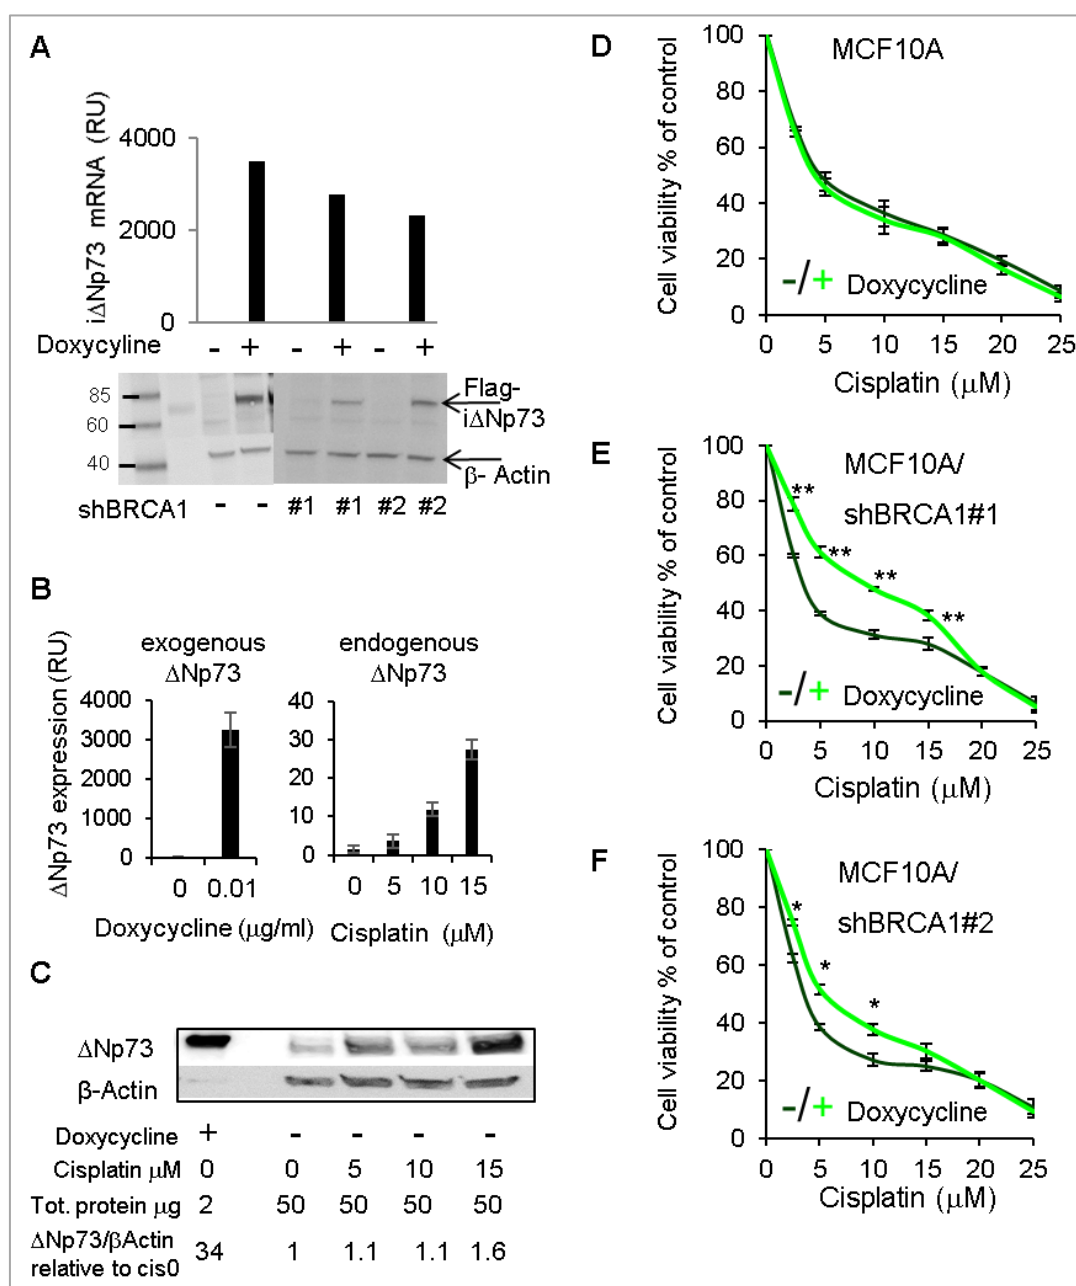 A
iΔNp73 mRNA (RU)
4000
2000
0
Doxycyline - + - + - +
85
60
40
Flag-
iΔNp73
β- Actin
shBRCA1 - - #1 #1 #2 #2
B
ΔNp73 expression (RU)
exogenous
ΔNp73
4000
3000
2000
1000
0
0 0.01
Doxycycline (μg/ml)
endogenous
ΔNp73
40
30
20
10
0
0 5 10 15
Cisplatin (μM)
C
ΔNp73
β-Actin
Doxycycline + - - - -
Cisplatin μM 0 0 5 10 15
Tot. protein μg 2 50 50 50 50
ΔNp73/βActin
relative to cis0 34 1 1.1 1.1 1.6
D
MCF10A
Cell viability % of control
100
80
60
40
20
0
-/+ Doxycycline
0 5 10 15 20 25
Cisplatin (μM)
E
MCF10A/
shBRCA1#1
Cell viability % of control
100
80
60
40
20
0
**
**
**
**
-/+ Doxycycline
0 5 10 15 20 25
Cisplatin (μM)
F
MCF10A/
shBRCA1#2
Cell viability % of control
100
80
60
40
20
0
*
*
*
-/+ Doxycycline
0 5 10 15 20 25
Cisplatin (μM)